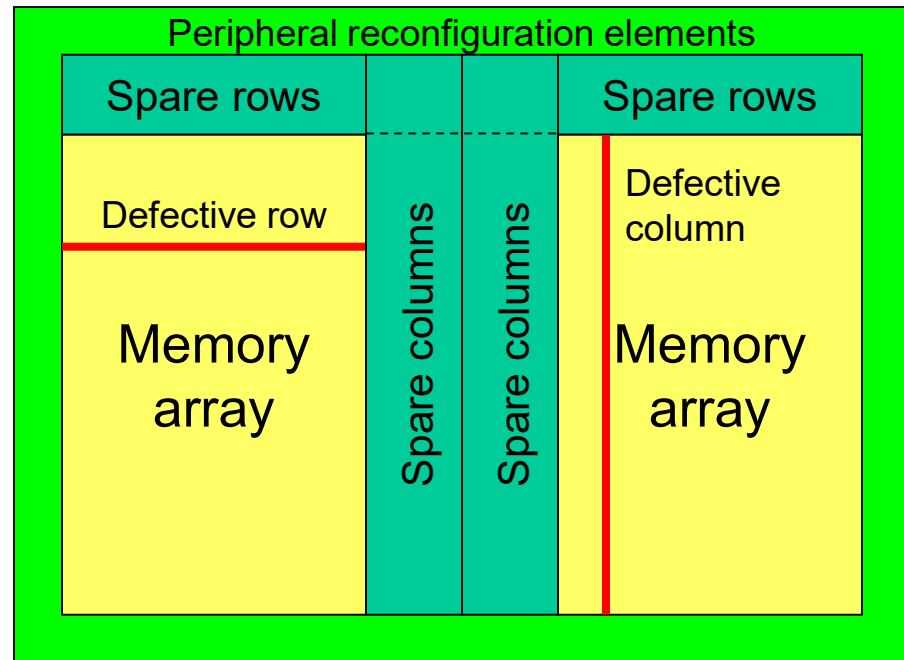 Peripheral reconfiguration elements
Spare rows
Spare rows
Defective row
Memory
array
Spare columns
Spare columns
Defective
column
Memory
array